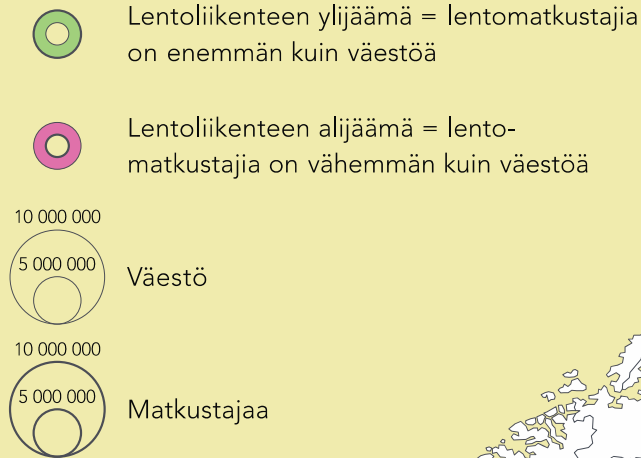 Lentoliikenteen ylijäämä = lentomatkustajia
on enemmän kuin väestöä
Lentoliikenteen alijäämä = lento-
matkustajia on vähemmän kuin väestöä
10 000 000
5 000 000
Väestö
10 000 000
5 000 000
Matkustajaa